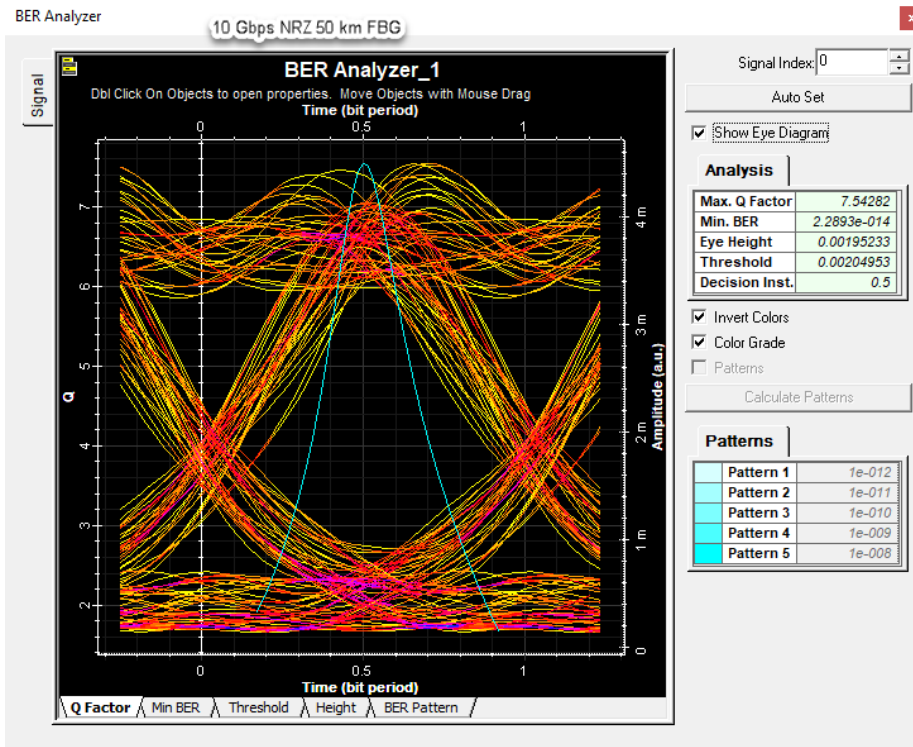 BER Analyzer
10 Gbps NRZ 50 km FBG
Signal
BER Analyzer_1
Dbl Click On Objects to open properties. Move Objects with Mouse Drag
Time (bit period)
0 0.5 1
Q
7
6
5
4
3
2
Amplitude (a.u.)
4 m
3 m
2 m
1 m
0
0 0.5 1
Time (bit period)
Q Factor Min BER Threshold Height BER Pattern
Signal Index: 0
Auto Set
Show Eye Diagram
Analysis
Max. Q Factor 7.54282
Min. BER 2.2893e-014
Eye Height 0.00195233
Threshold 0.00204953
Decision Inst. 0.5
Invert Colors
Color Grade
Patterns
Calculate Patterns
Patterns
Pattern 1 1e-012
Pattern 2 1e-011
Pattern 3 1e-010
Pattern 4 1e-009
Pattern 5 1e-008